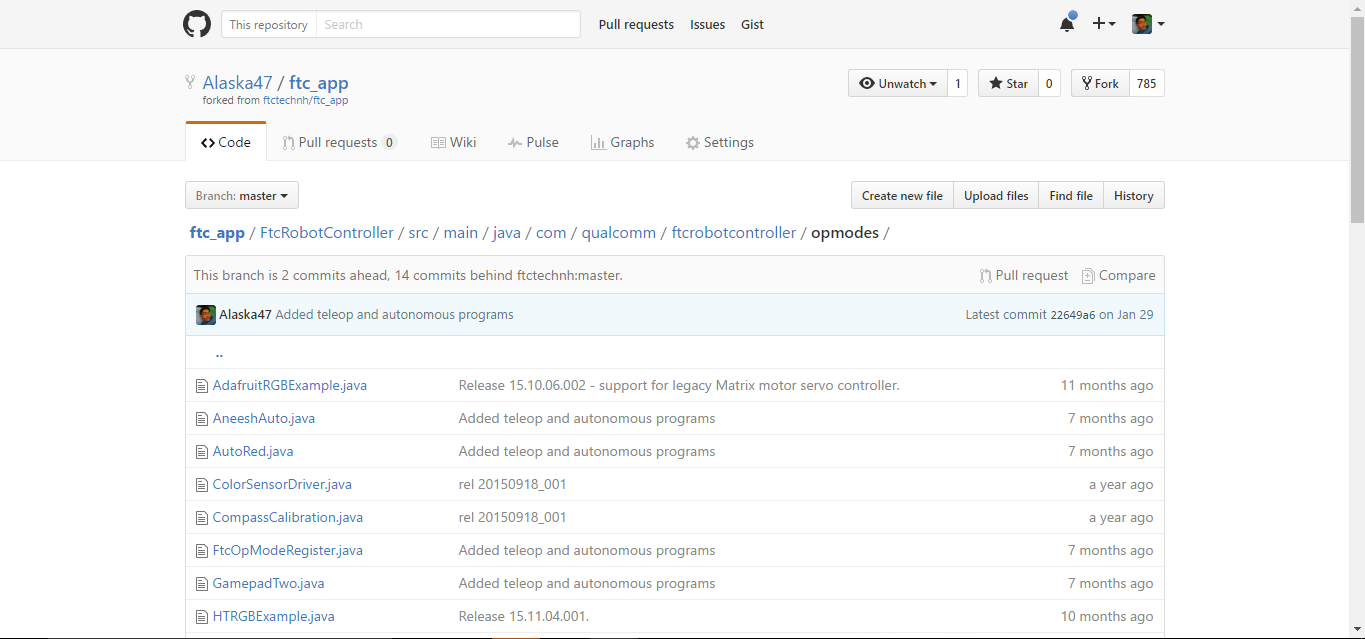 This repository Search Pull requests Issues Gist
Alaska47 / ftc_app Unwatch 1 Star 0 Fork 785
forked from ftctechnh/ftc_app
Code Pull requests 0 Wiki Pulse Graphs Settings
Branch: master Create new file Upload files Find file History
ftc_app / FtcRobotController / src / main / java / com / qualcomm / ftcrobotcontroller / opmodes /
This branch is 2 commits ahead, 14 commits behind ftctechnh:master. Pull request Compare
Alaska47 Added teleop and autonomous programs Latest commit 22649a6 on Jan 29
..
AdafruitRGBExample.java Release 15.10.06.002 - support for legacy Matrix motor servo controller. 11 months ago
AneeshAuto.java Added teleop and autonomous programs 7 months ago
AutoRed.java Added teleop and autonomous programs 7 months ago
ColorSensorDriver.java rel 20150918_001 a year ago
CompassCalibration.java rel 20150918_001 a year ago
FtcOpModeRegister.java Added teleop and autonomous programs 7 months ago
GamepadTwo.java Added teleop and autonomous programs 7 months ago
HTRGBExample.java Release 15.11.04.001. 10 months ago